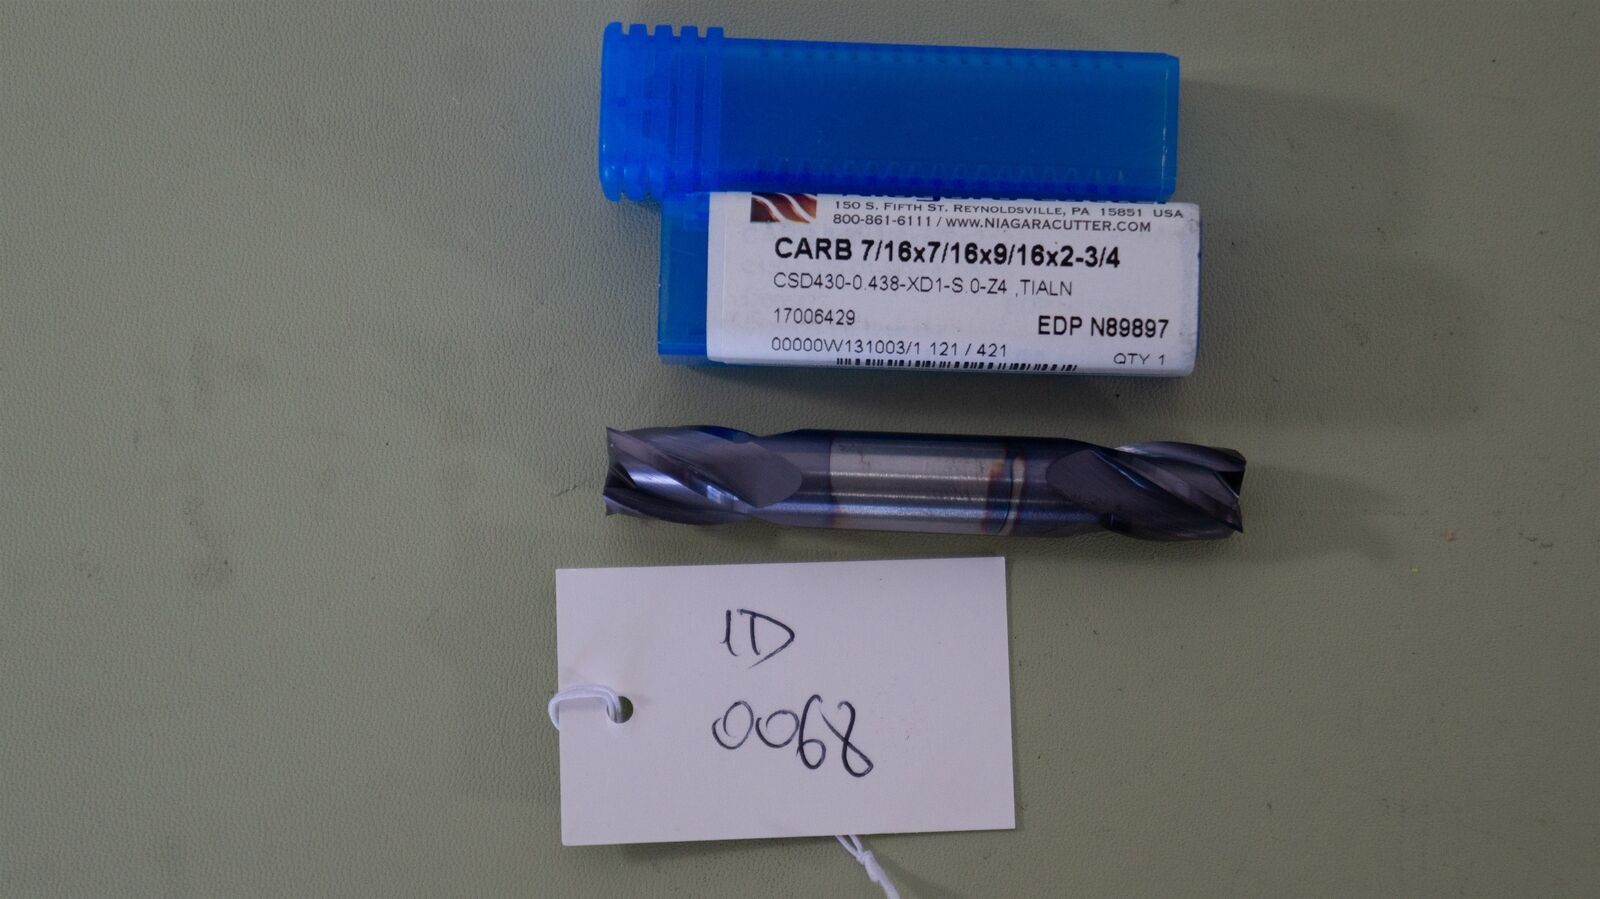 150 S. FIFTH ST. REYNOLDSVILLE, PA 15851 USA
800-861-6111 / WWW.NIAGARACUTTER.COM
CARB 7/16x7/16x9/16x2-3/4
CSD430-0.438-XD1-S.0-Z4 ,TIALN
17006429
EDP N89897
00000W131003/1 121 / 421
QTY 1
ID
0068